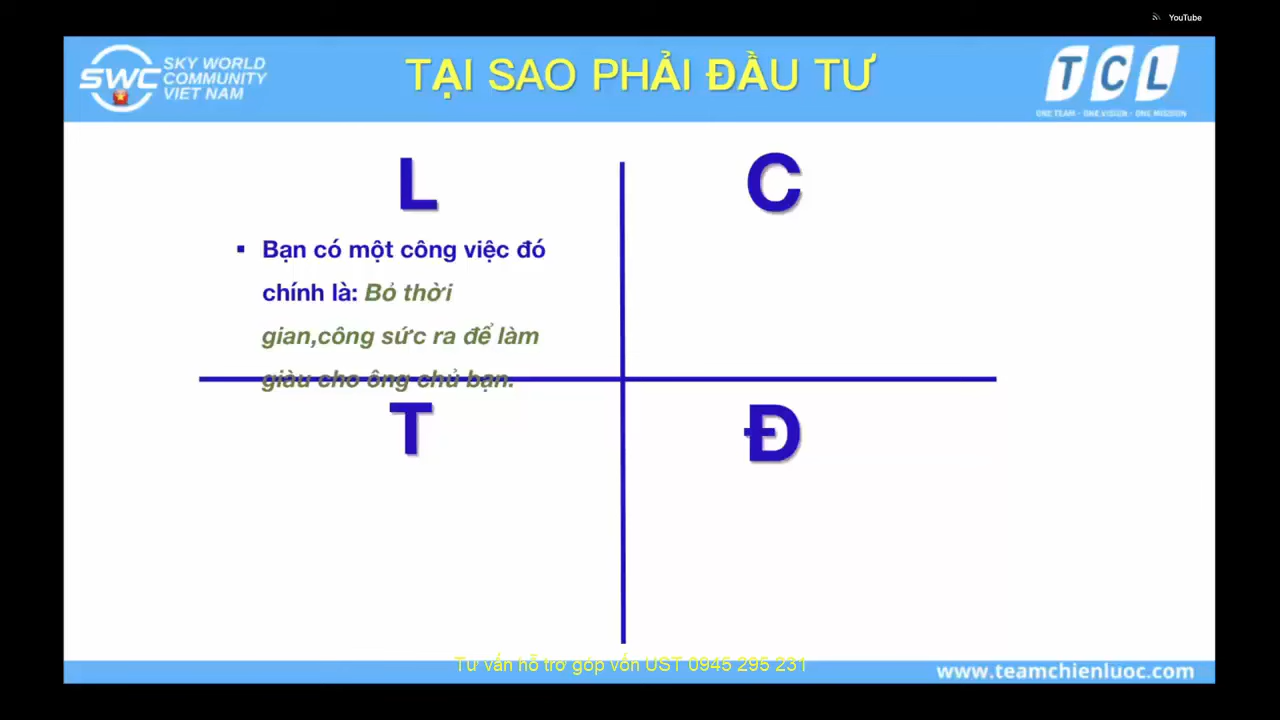 YouTube
SWC
SKY WORLD
COMMUNITY
VIET NAM
TẠI SAO PHẢI ĐẦU TƯ
TCL
ONE TEAM - ONE VISION - ONE MISSION
L
C
▪ Bạn có một công việc đó
chính là: Bỏ thời
gian,công sức ra để làm
giàu cho ông chủ bạn.
T
Đ
Tư vấn hỗ trợ góp vốn UST 0945 295 231
www.teamchienluoc.com